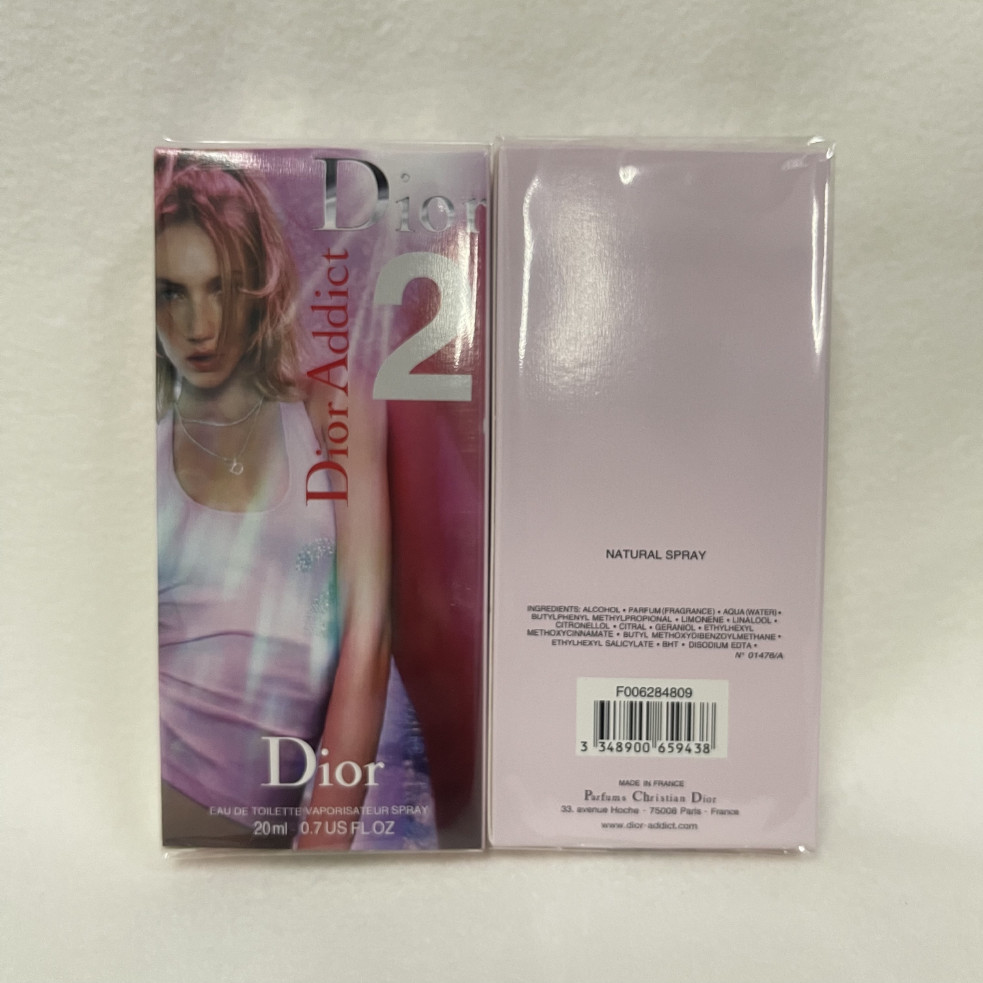 Dior
Dior Addict
2
Dior
EAU DE TOILETTE VAPORISATEUR SPRAY
20 ml 0.7 US FL OZ
NATURAL SPRAY
INGREDIENTS: ALCOHOL • PARFUM (FRAGRANCE) • AQUA (WATER) •
BUTYLPHENYL METHYLPROPIONAL • LIMONENE • LINALOOL •
CITRONELLOL • CITRAL • GERANIOL • ETHYLHEXYL
METHOXYCINNAMATE • BUTYL METHOXYDIBENZOYLMETHANE •
ETHYLHEXYL SALICYLATE • BHT • DISODIUM EDTA •
N° 01476/A
F006284809
3 348900 659438
MADE IN FRANCE
Parfums Christian Dior
33, avenue Hoche - 75008 Paris - France
www.dior-addict.com